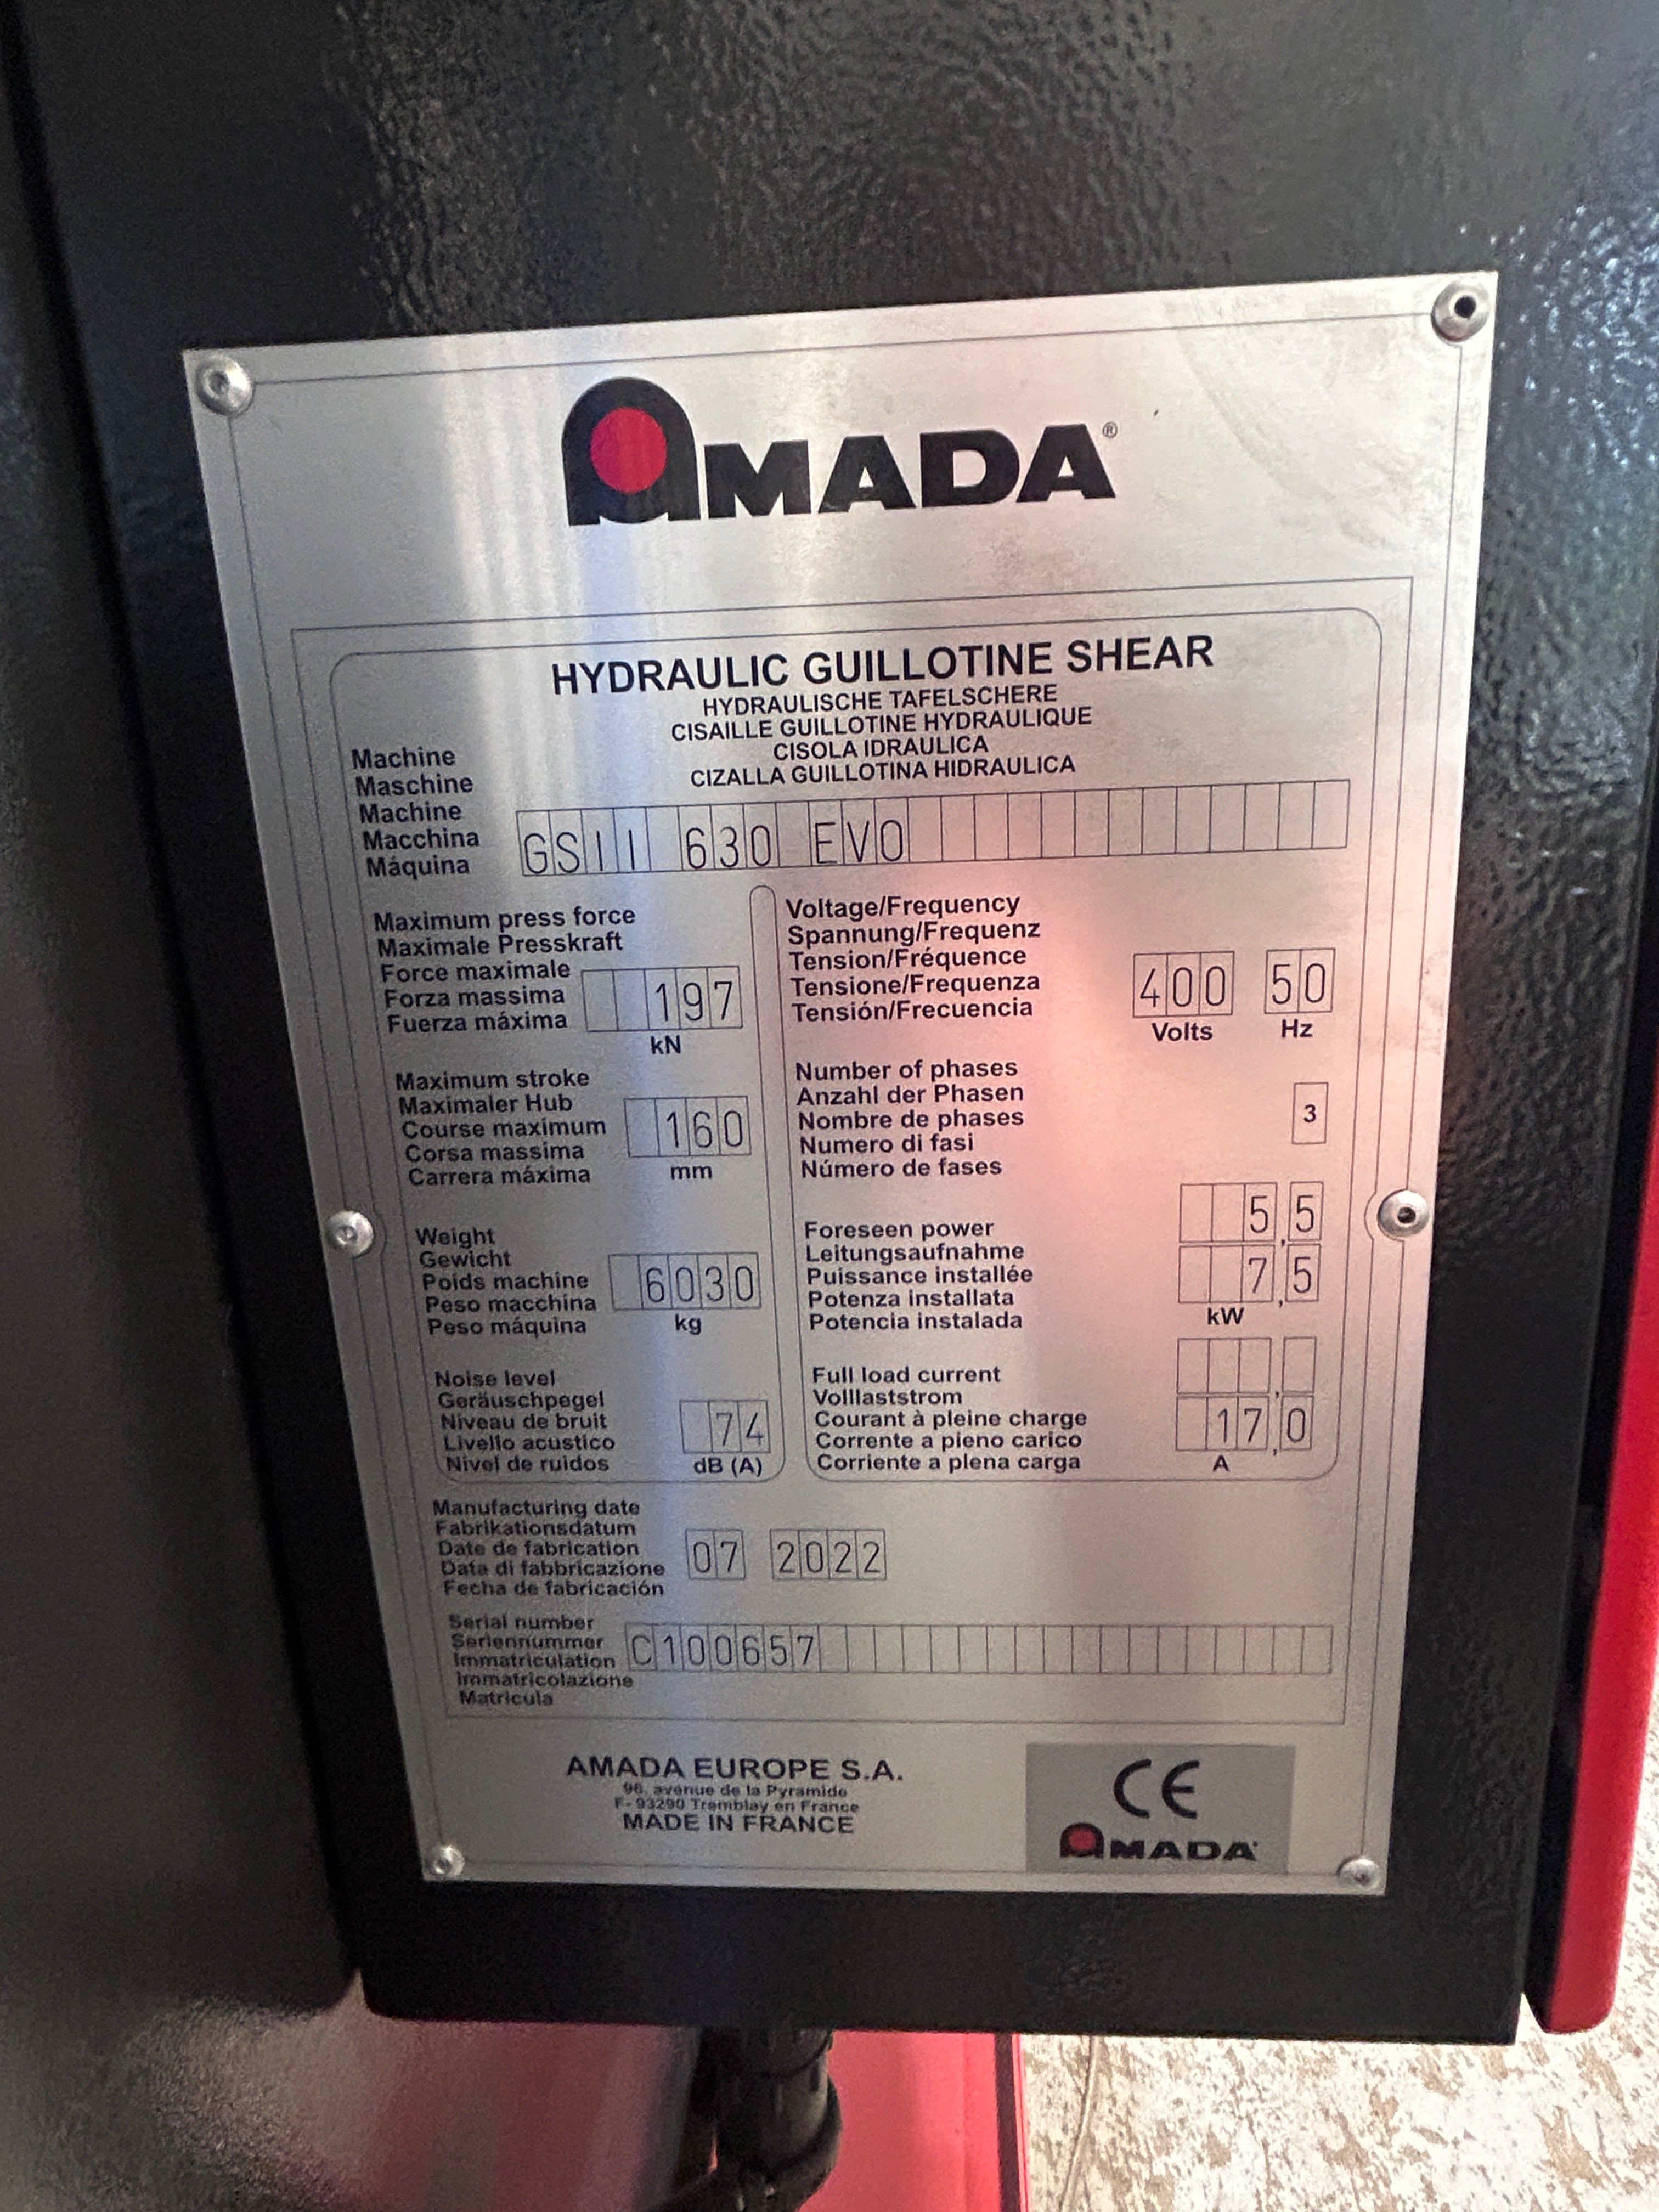 AMADA®
HYDRAULIC GUILLOTINE SHEAR
HYDRAULISCHE TAFELSCHERE
CISAILLE GUILLOTINE HYDRAULIQUE
CISOLA IDRAULICA
CIZALLA GUILLOTINA HIDRAULICA
Machine
Maschine
Machine
Macchina
Máquina
GSII 630 EVO
Maximum press force
Maximale Presskraft
Force maximale
Forza massima
Fuerza máxima
197
kN
Maximum stroke
Maximaler Hub
Course maximum
Corsa massima
Carrera máxima
160
mm
Weight
Gewicht
Poids machine
Peso macchina
Peso máquina
6030
kg
Noise level
Geräuschpegel
Niveau de bruit
Livello acustico
Nivel de ruidos
74
dB (A)
Voltage/Frequency
Spannung/Frequenz
Tension/Fréquence
Tensione/Frequenza
Tensión/Frecuencia
400 50
Volts Hz
Number of phases
Anzahl der Phasen
Nombre de phases
Numero di fasi
Número de fases
3
Foreseen power
Leitungsaufnahme
Puissance installée
Potenza installata
Potencia instalada
5,5
7,5
kW
Full load current
Volllaststrom
Courant à pleine charge
Corrente a pieno carico
Corriente a plena carga
,
17,0
A
Manufacturing date
Fabrikationsdatum
Date de fabrication
Data di fabbricazione
Fecha de fabricación
07 2022
Serial number
Seriennummer
Immatriculation
Immatricolazione
Matricula
C100657
AMADA EUROPE S.A.
96, avenue de la Pyramide
F- 93290 Tremblay en France
MADE IN FRANCE
CE
AMADA